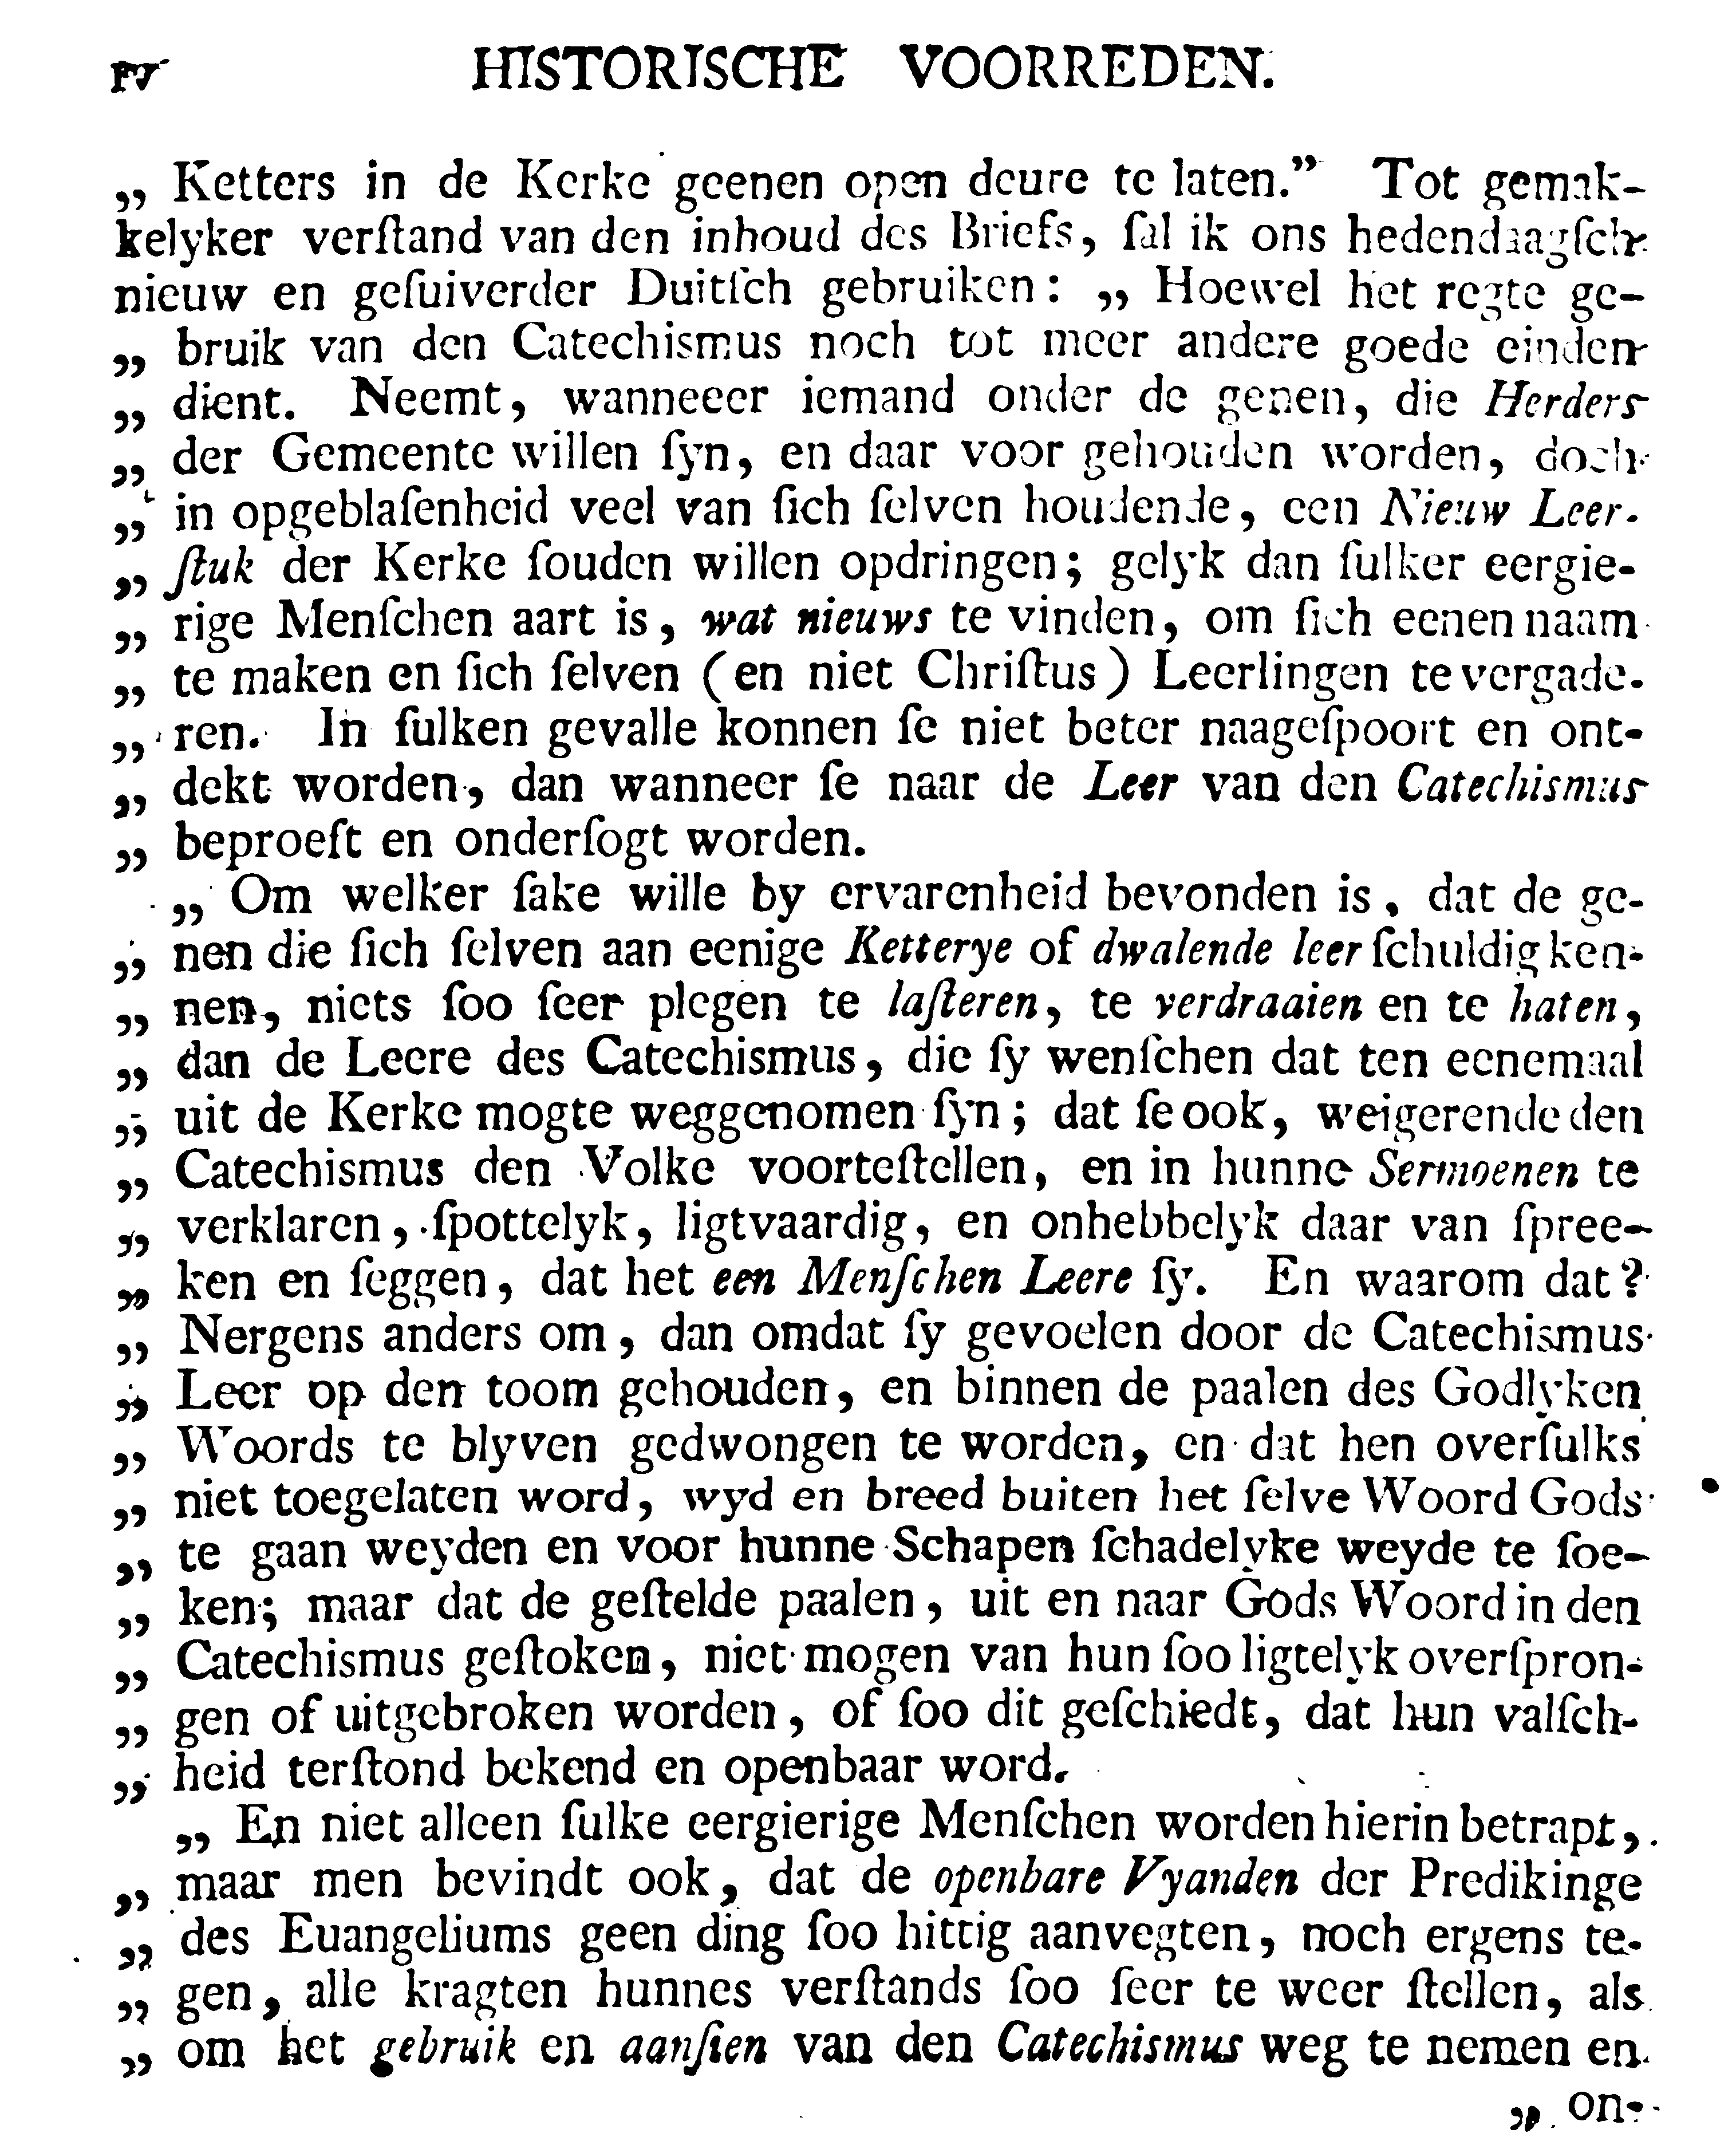 IV HISTORISCHE VOORREDEN.
„ Ketters in de Kerke geenen open deure te laten.” Tot gemak-
kelyker verſtand van den inhoud des Briefs, ſal ik ons hedendaagſch
nieuw en geſuiverder Duitſch gebruiken: „ Hoewel het regte ge-
„ bruik van den Catechismus noch tot meer andere goede einden
„ dient. Neemt, wanneeer iemand onder de genen, die Herders
„ der Gemeente willen ſyn, en daar voor gehouden worden, doch
„ in opgeblaſenheid veel van ſich ſelven houdende, een Nieuw Leer-
„ ſtuk der Kerke ſouden willen opdringen; gelyk dan ſulker eergie-
„ rige Menſchen aart is, wat nieuws te vinden, om ſich eenen naam
„ te maken en ſich ſelven (en niet Chriſtus) Leerlingen te vergade-
„ ren. In ſulken gevalle konnen ſe niet beter naageſpoort en ont-
„ dekt worden, dan wanneer ſe naar de Leer van den Catechismus
„ beproeft en onderſogt worden.
„ Om welker ſake wille by ervarenheid bevonden is, dat de ge-
„ nen die ſich ſelven aan eenige Ketterye of dwalende leer ſchuldig ken-
„ nen, niets ſoo ſeer plegen te laſteren, te verdraaien en te haten,
„ dan de Leere des Catechismus, die ſy wenſchen dat ten eenemaal
„ uit de Kerke mogte weggenomen ſyn; dat ſe ook, weigerende den
„ Catechismus den Volke voorteſtellen, en in hunne Sermoenen te
„ verklaren, ſpottelyk, ligtvaardig, en onhebbelyk daar van ſpree-
„ ken en ſeggen, dat het een Menſchen Leere ſy. En waarom dat?
„ Nergens anders om, dan omdat ſy gevoelen door de Catechismus
„ Leer op den toom gehouden, en binnen de paalen des Godlyken
„ Woords te blyven gedwongen te worden, en dat hen overſulks
„ niet toegelaten word, wyd en breed buiten het ſelve Woord Gods
„ te gaan weyden en voor hunne Schapen ſchadelyke weyde te ſoe-
„ ken; maar dat de geſtelde paalen, uit en naar Gods Woord in den
„ Catechismus geſtoken, niet mogen van hun ſoo ligtelyk overſpron-
„ gen of uitgebroken worden, of ſoo dit geſchiedt, dat hun valſch-
„ heid terſtond bekend en openbaar word.
„ En niet alleen ſulke eergierige Menſchen worden hierin betrapt,
„ maar men bevindt ook, dat de openbare Vyanden der Predikinge
„ des Euangeliums geen ding ſoo hittig aanvegten, noch ergens te-
„ gen, alle kragten hunnes verſtands ſoo ſeer te weer ſtellen, als
„ om het gebruik en aanſien van den Catechismus weg te nemen en
„ on-